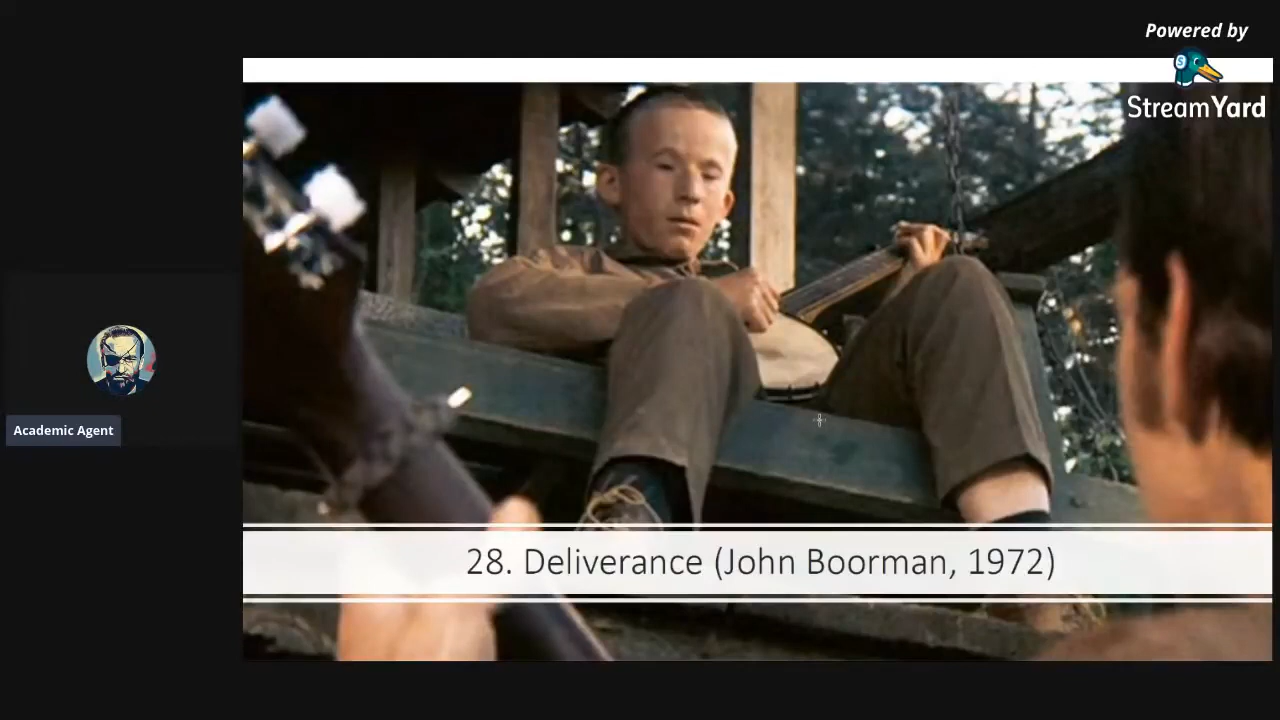 Powered by
StreamYard
Academic Agent
28. Deliverance (John Boorman, 1972)